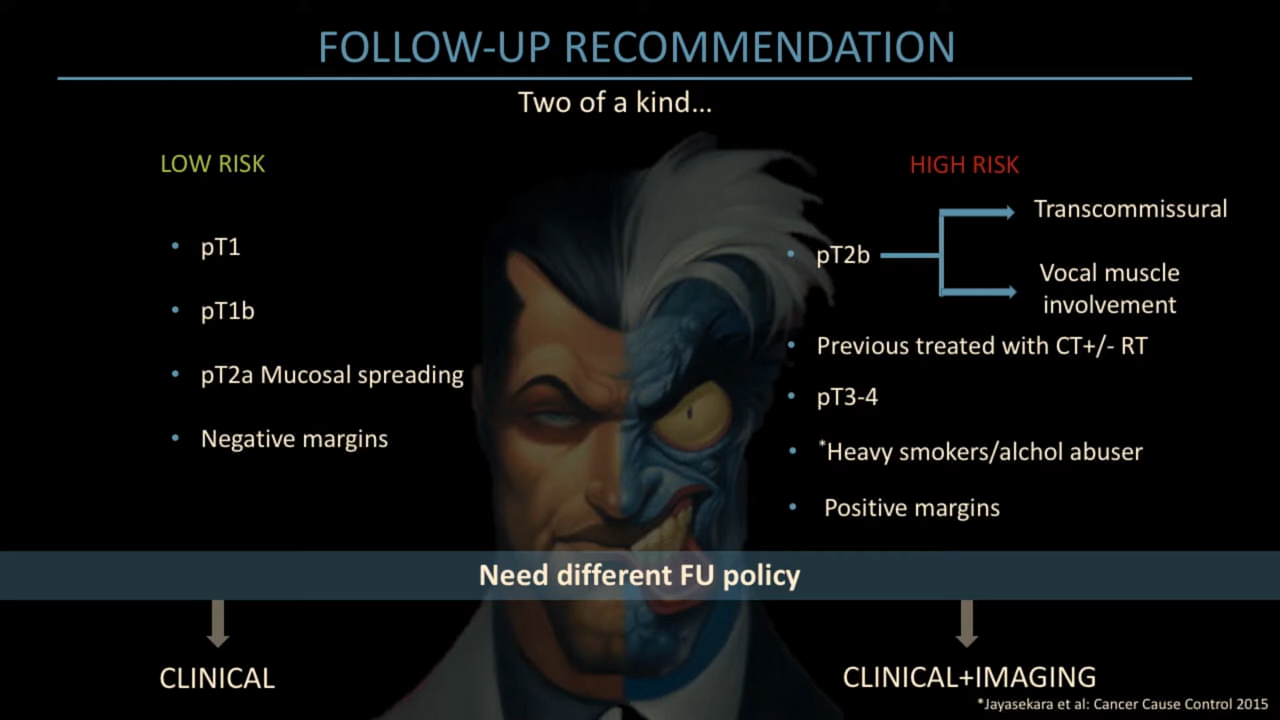 FOLLOW-UP RECOMMENDATION
Two of a kind...
LOW RISK
• pT1
• pT1b
• pT2a Mucosal spreading
• Negative margins
HIGH RISK
• pT2b
Transcommissural
Vocal muscle
involvement
• Previous treated with CT+/- RT
• pT3-4
• *Heavy smokers/alchol abuser
• Positive margins
Need different FU policy
CLINICAL
CLINICAL+IMAGING
*Jayasekara et al: Cancer Cause Control 2015